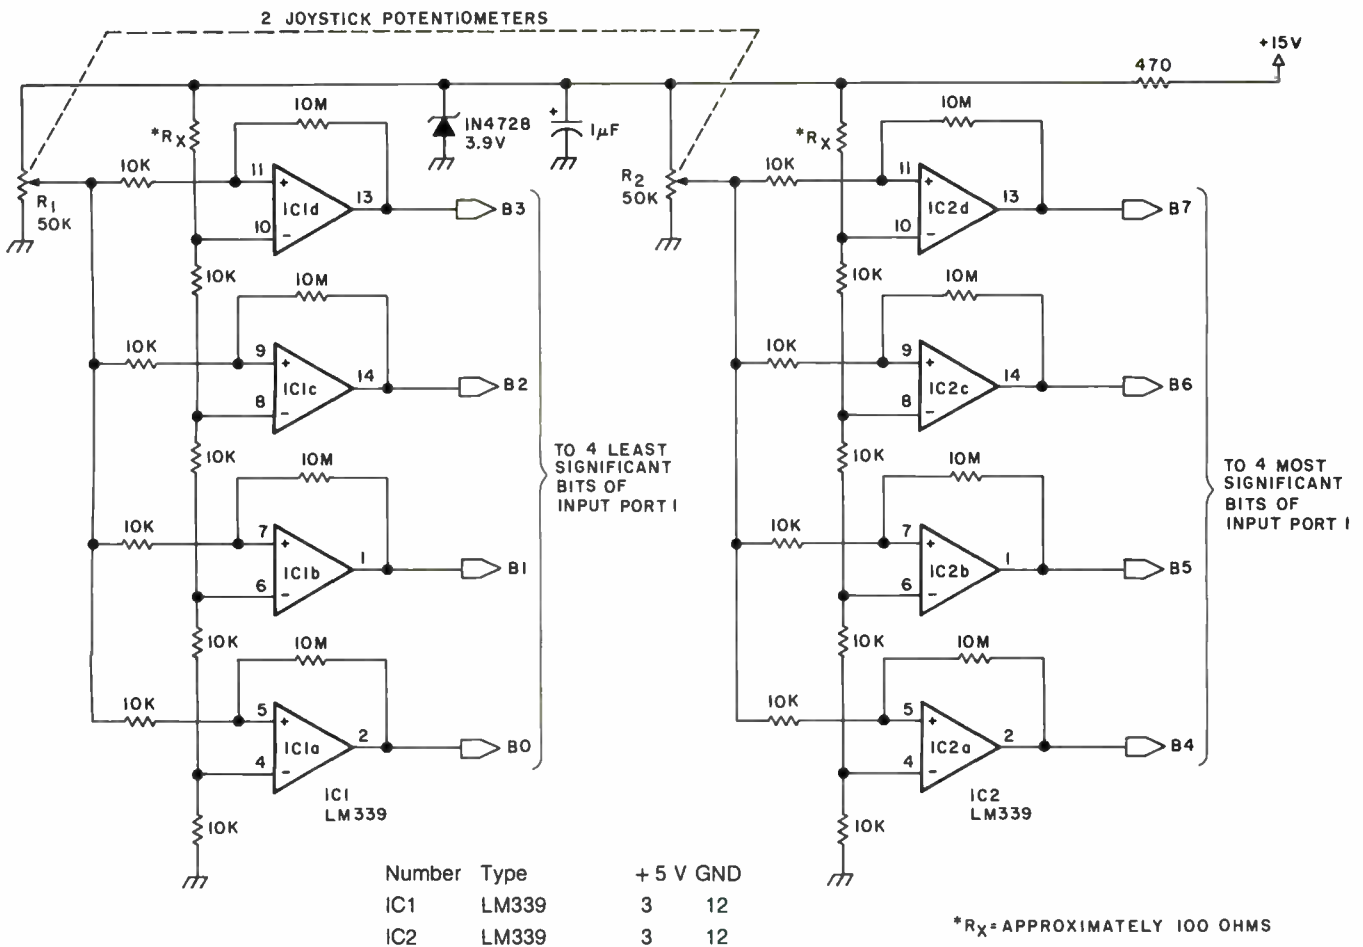 2 JOYSTICK POTENTIOMETERS
+15V
470
10M
*RX
10K
11
+
IC1d
13
B3
10
-
R1
50K
1N4728
3.9V
+
1µF
10M
*RX
10K
11
+
IC2d
13
B7
10
-
R2
50K
10K
10M
10K
9
+
IC1c
14
B2
8
-
10K
10M
10K
9
+
IC2c
14
B6
8
-
10K
10M
10K
7
+
IC1b
1
B1
6
-
TO 4 LEAST
SIGNIFICANT
BITS OF
INPUT PORT 1
10K
10M
10K
7
+
IC2b
1
B5
6
-
TO 4 MOST
SIGNIFICANT
BITS OF
INPUT PORT 1
10K
10M
10K
5
+
IC1a
2
B0
4
-
IC1
LM339
10K
10K
10M
10K
5
+
IC2a
2
B4
4
-
IC2
LM339
10K
Number Type +5 V GND
IC1 LM339 3 12
IC2 LM339 3 12
*RX=APPROXIMATELY 100 OHMS